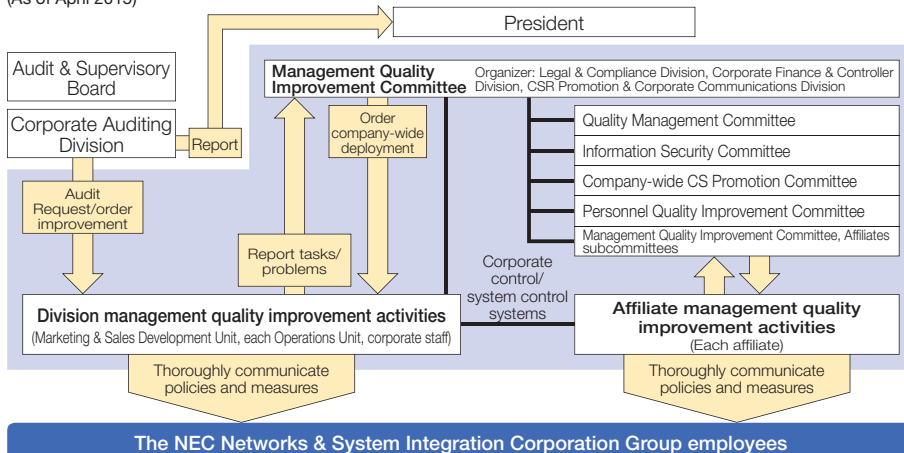 (As of April 2015)
President
Audit & Supervisory
Board
Corporate Auditing
Division
Report
Management Quality
Improvement Committee
Organizer: Legal & Compliance Division, Corporate Finance & Controller
Division, CSR Promotion & Corporate Communications Division
Order
company-wide
deployment
Quality Management Committee
Information Security Committee
Company-wide CS Promotion Committee
Personnel Quality Improvement Committee
Management Quality Improvement Committee, Affiliates
subcommittees
Audit
Request/order
improvement
Report tasks/
problems
Corporate
control/
system control
systems
Division management quality improvement activities
(Marketing & Sales Development Unit, each Operations Unit, corporate staff)
Affiliate management quality
improvement activities
(Each affiliate)
Thoroughly communicate
policies and measures
Thoroughly communicate
policies and measures
The NEC Networks & System Integration Corporation Group employees